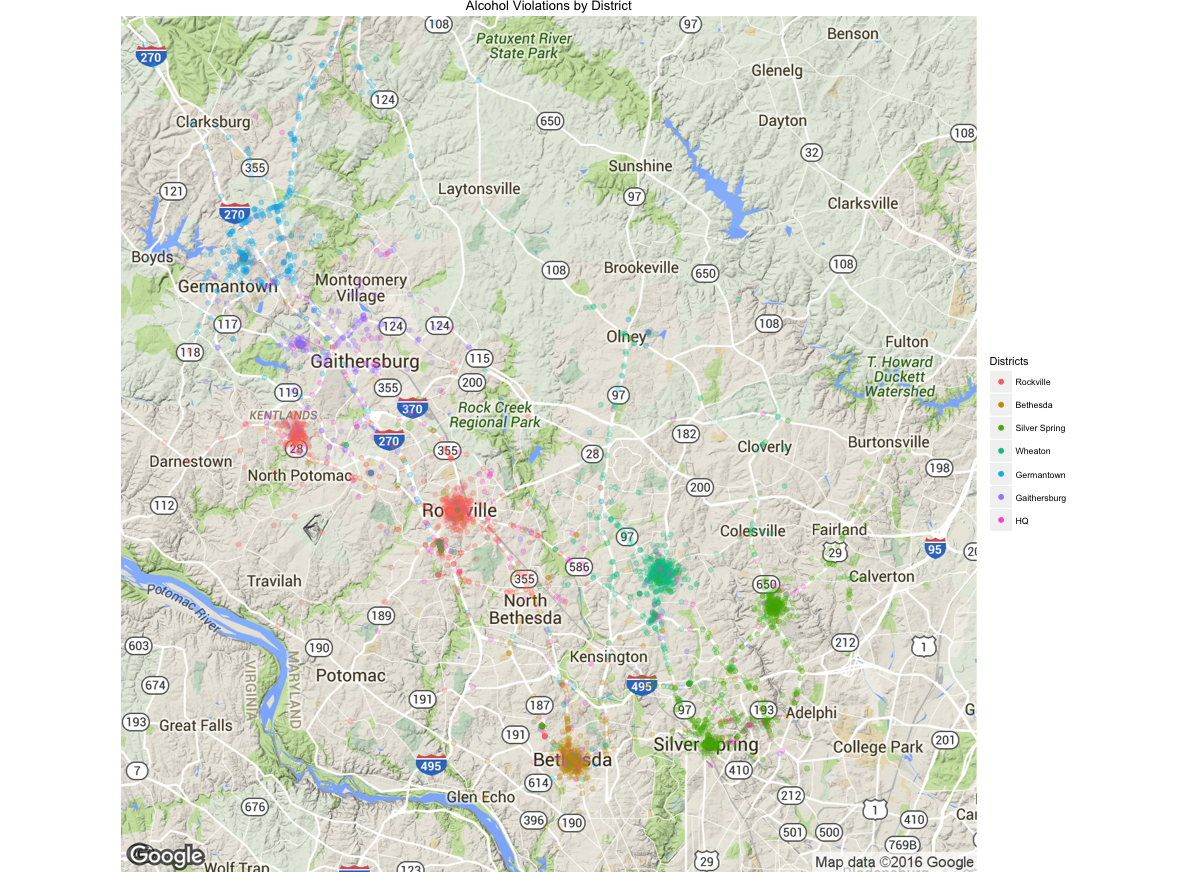 Alcohol Violations by District
108
97
Benson
Patuxent River
State Park
270
Glenelg
124
Clarksburg
650
Dayton
108
32
355
Sunshine
121
Laytonsville
97
Clarksville
270
Boyds
108
Brookeville
650
108
Germantown
Montgomery
Village
117
124
124
108
Olney
Fulton
118
Gaithersburg
115
T. Howard
Duckett
Watershed
Districts
Rockville
Bethesda
Silver Spring
Wheaton
Germantown
Gaithersburg
HQ
119
355
200
97
370
KENTLANDS
Rock Creek
Regional Park
270
182
28
355
28
Cloverly
Burtonsville
Darnestown
North Potomac
198
200
112
Rockville
97
Colesville
Fairland
29
95
20
586
355
650
Calverton
Travilah
Potomac River
North
Bethesda
189
603
190
212
1
Kensington
674
Potomac
495
MARYLAND
VIRGINIA
191
187
97
193
Adelphi
193
Great Falls
191
Silver Spring
College Park
201
G
7
495
Bethesda
410
614
676
Glen Echo
212
1
410
Ca
396
190
501
500
769B
Google
29
Map data ©2016 Google
Wolf Trap
123
Bladensburg